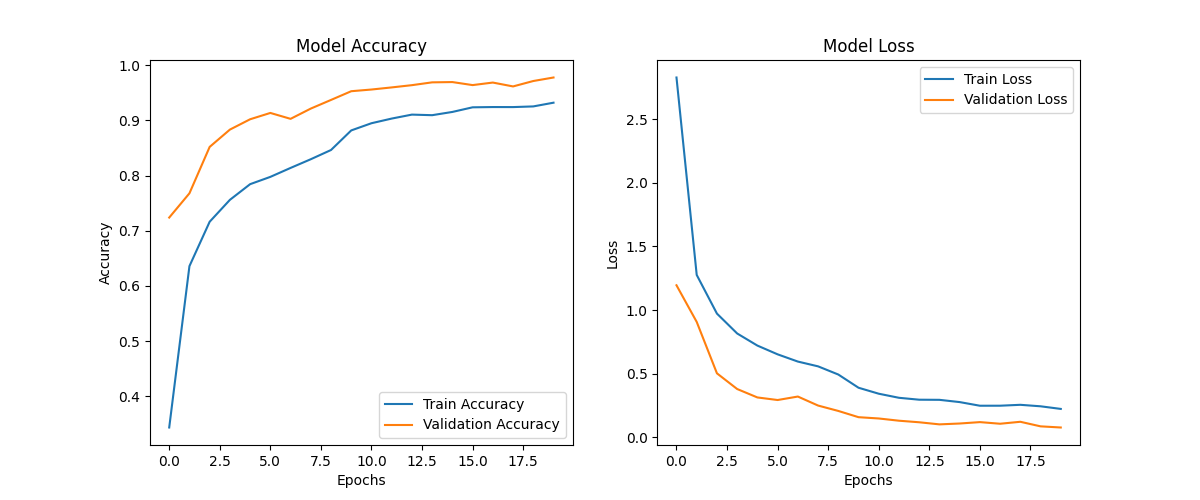 Model Accuracy
1.0
0.9
0.8
0.7
0.6
0.5
0.4
Accuracy
Train Accuracy
Validation Accuracy
0.0 2.5 5.0 7.5 10.0 12.5 15.0 17.5
Epochs
Model Loss
2.5
2.0
1.5
1.0
0.5
0.0
Loss
Train Loss
Validation Loss
0.0 2.5 5.0 7.5 10.0 12.5 15.0 17.5
Epochs